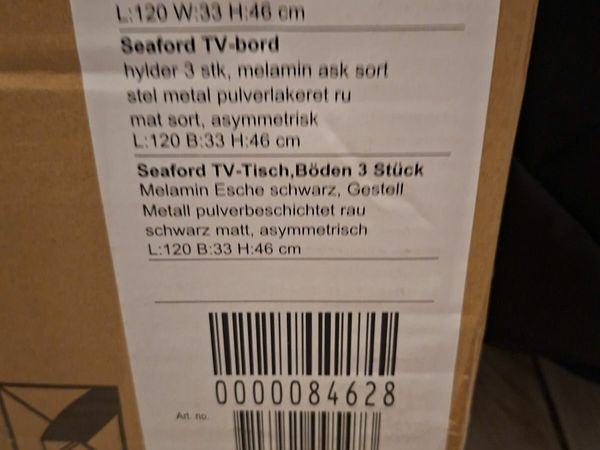 L:120 W:33 H:46 cm
Seaford TV-bord
hylder 3 stk, melamin ask sort
stel metal pulverlakeret ru
mat sort, asymmetrisk
L:120 B:33 H:46 cm
Seaford TV-Tisch,Böden 3 Stück
Melamin Esche schwarz, Gestell
Metall pulverbeschichtet rau
schwarz matt, asymmetrisch
L:120 B:33 H:46 cm
0000084628
Art. no.